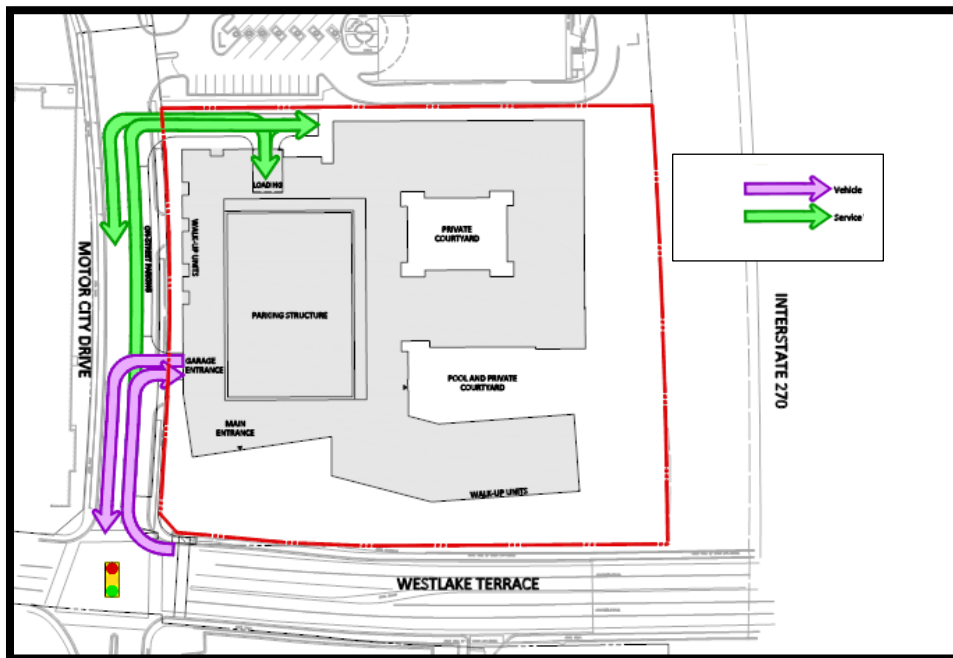 LOADING
WALK-UP UNITS
OFF-STREET PARKING
MOTOR CITY DRIVE
PRIVATE
COURTYARD
PARKING STRUCTURE
GARAGE
ENTRANCE
POOL AND PRIVATE
COURTYARD
MAIN
ENTRANCE
WALK-UP UNITS
WESTLAKE TERRACE
INTERSTATE 270
Vehicle
Service